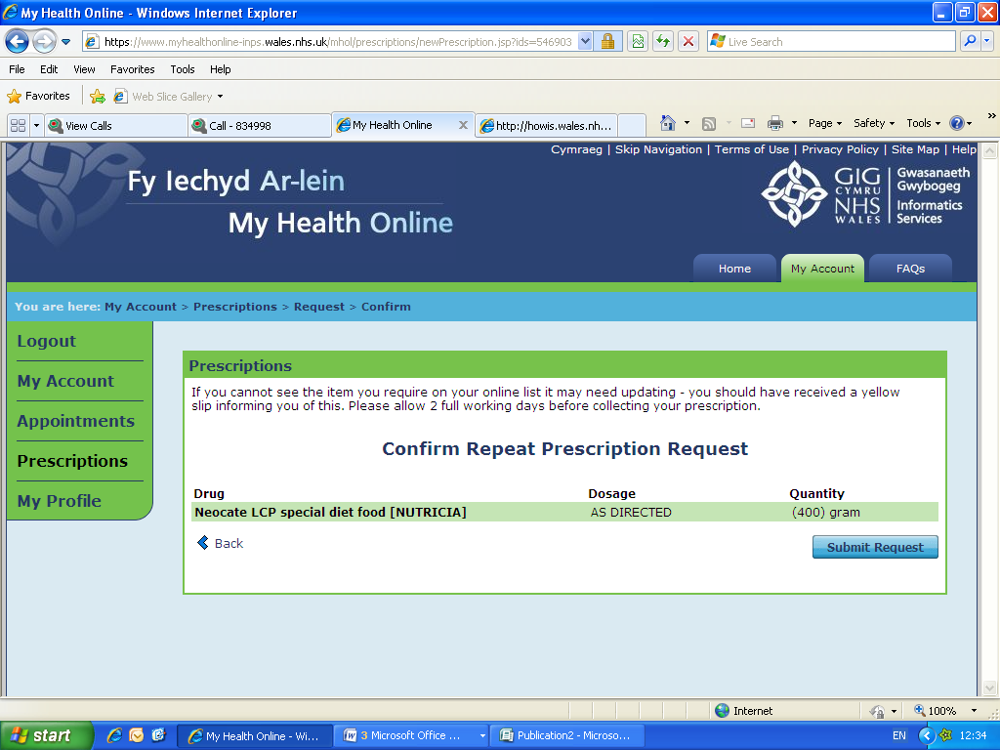 My Health Online - Windows Internet Explorer
https://www.myhealthonline-inps.wales.nhs.uk/mhol/prescriptions/newPrescription.jsp?ids=546903
Live Search
File Edit View Favorites Tools Help
Favorites Web Slice Gallery
View Calls Call - 834998 My Health Online http://howis.wales.nh... Page Safety Tools »
Cymraeg | Skip Navigation | Terms of Use | Privacy Policy | Site Map | Help
Fy Iechyd Ar-lein
My Health Online
GIG
CYMRU
NHS
WALES
Gwasanaeth
Gwybogeg
Informatics
Services
Home My Account FAQs
You are here: My Account > Prescriptions > Request > Confirm
Logout
My Account
Appointments
Prescriptions
My Profile
Prescriptions
If you cannot see the item you require on your online list it may need updating - you should have received a yellow
slip informing you of this. Please allow 2 full working days before collecting your prescription.
Confirm Repeat Prescription Request
Drug Dosage Quantity
Neocate LCP special diet food [NUTRICIA] AS DIRECTED (400) gram
Back Submit Request
Internet 100%
start My Health Online - Wi... 3 Microsoft Office ... Publication2 - Microso... EN 12:34